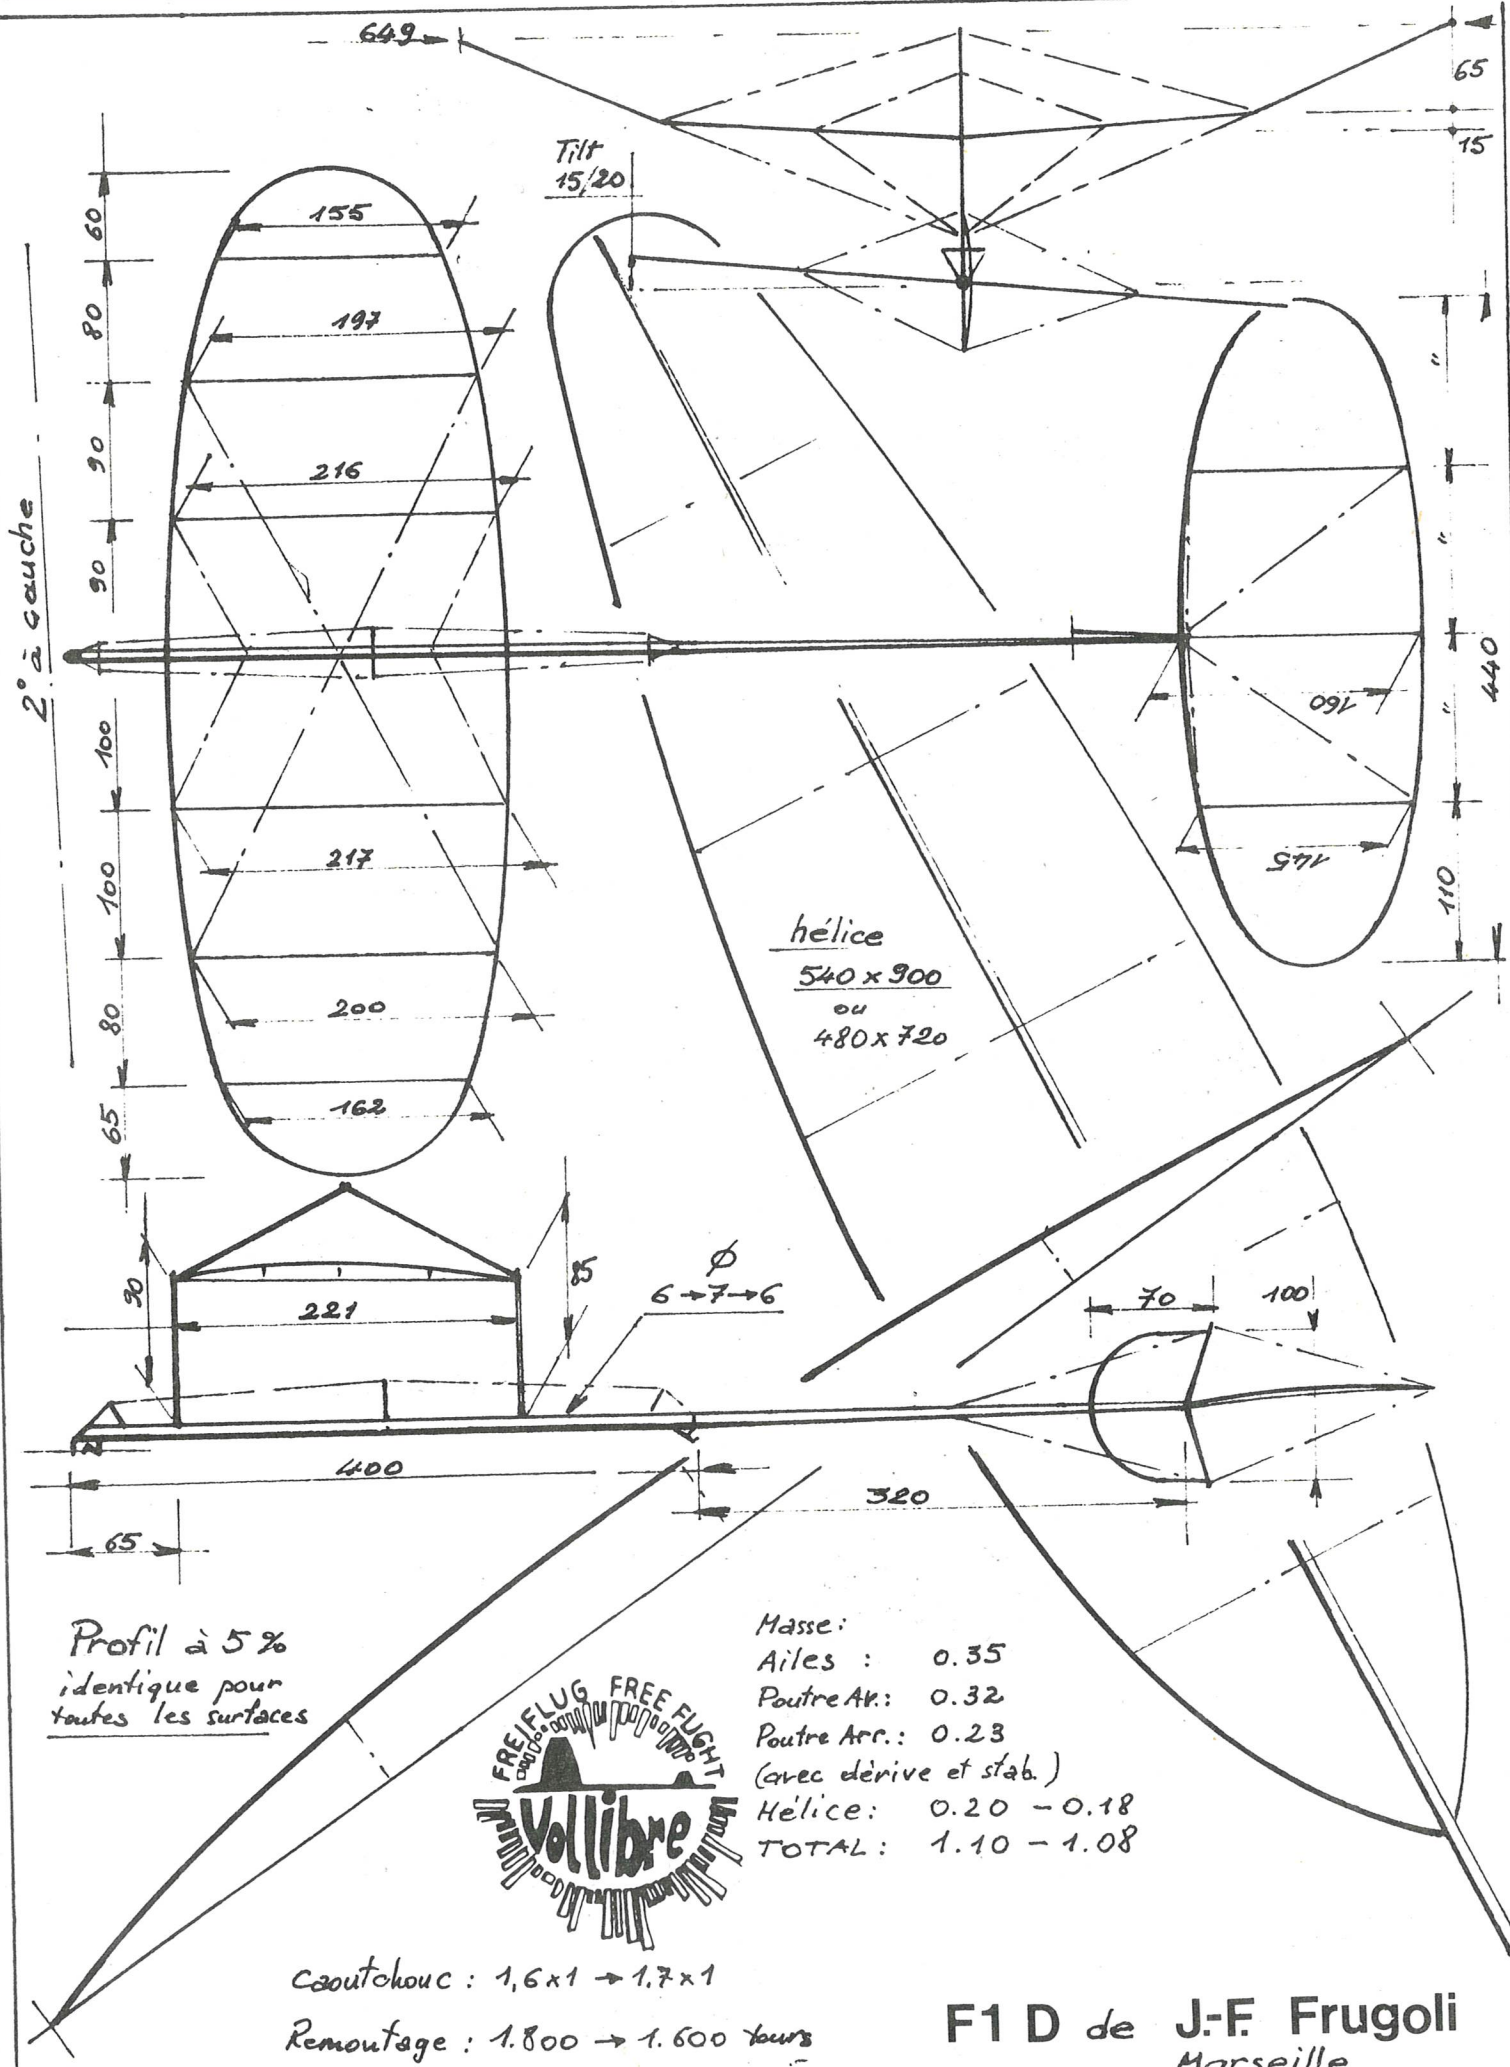 649
65
15
Tilt
15/20
60
155
80
197
90
216
90
2° à gauche
100
217
100
200
80
162
65
"
"
"
440
160
145
110
hélice
540 x 900
ou
480 x 720
90
221
85
Ø
6→7→6
70
100
400
320
65
Profil à 5 %
identique pour
toutes les surfaces
Masse:
Ailes : 0.35
Poutre Av.: 0.32
Poutre Arr.: 0.23
(avec dérive et stab.)
Hélice: 0.20 - 0.18
TOTAL: 1.10 - 1.08
FREIFLUG FREE FLIGHT
Vol libre
Caoutchouc : 1,6x1 → 1.7x1
Remontage : 1.800 → 1.600 tours
F1 D de J.-F. Frugoli
Marseille